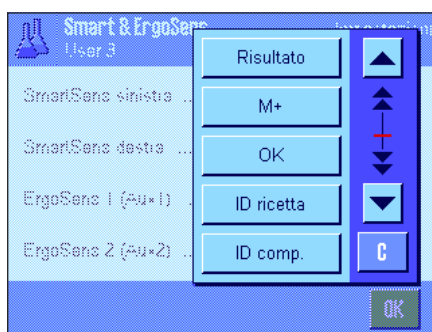 Smart & ErgoSens
User 3
Risultato
M+
SmartSens sinistra ...
OK
SmartSens destra ...
ID ricetta
ErgoSens 1 (Aux1) ..
ID comp.
C
ErgoSens 2 (Aux2) ..
OK